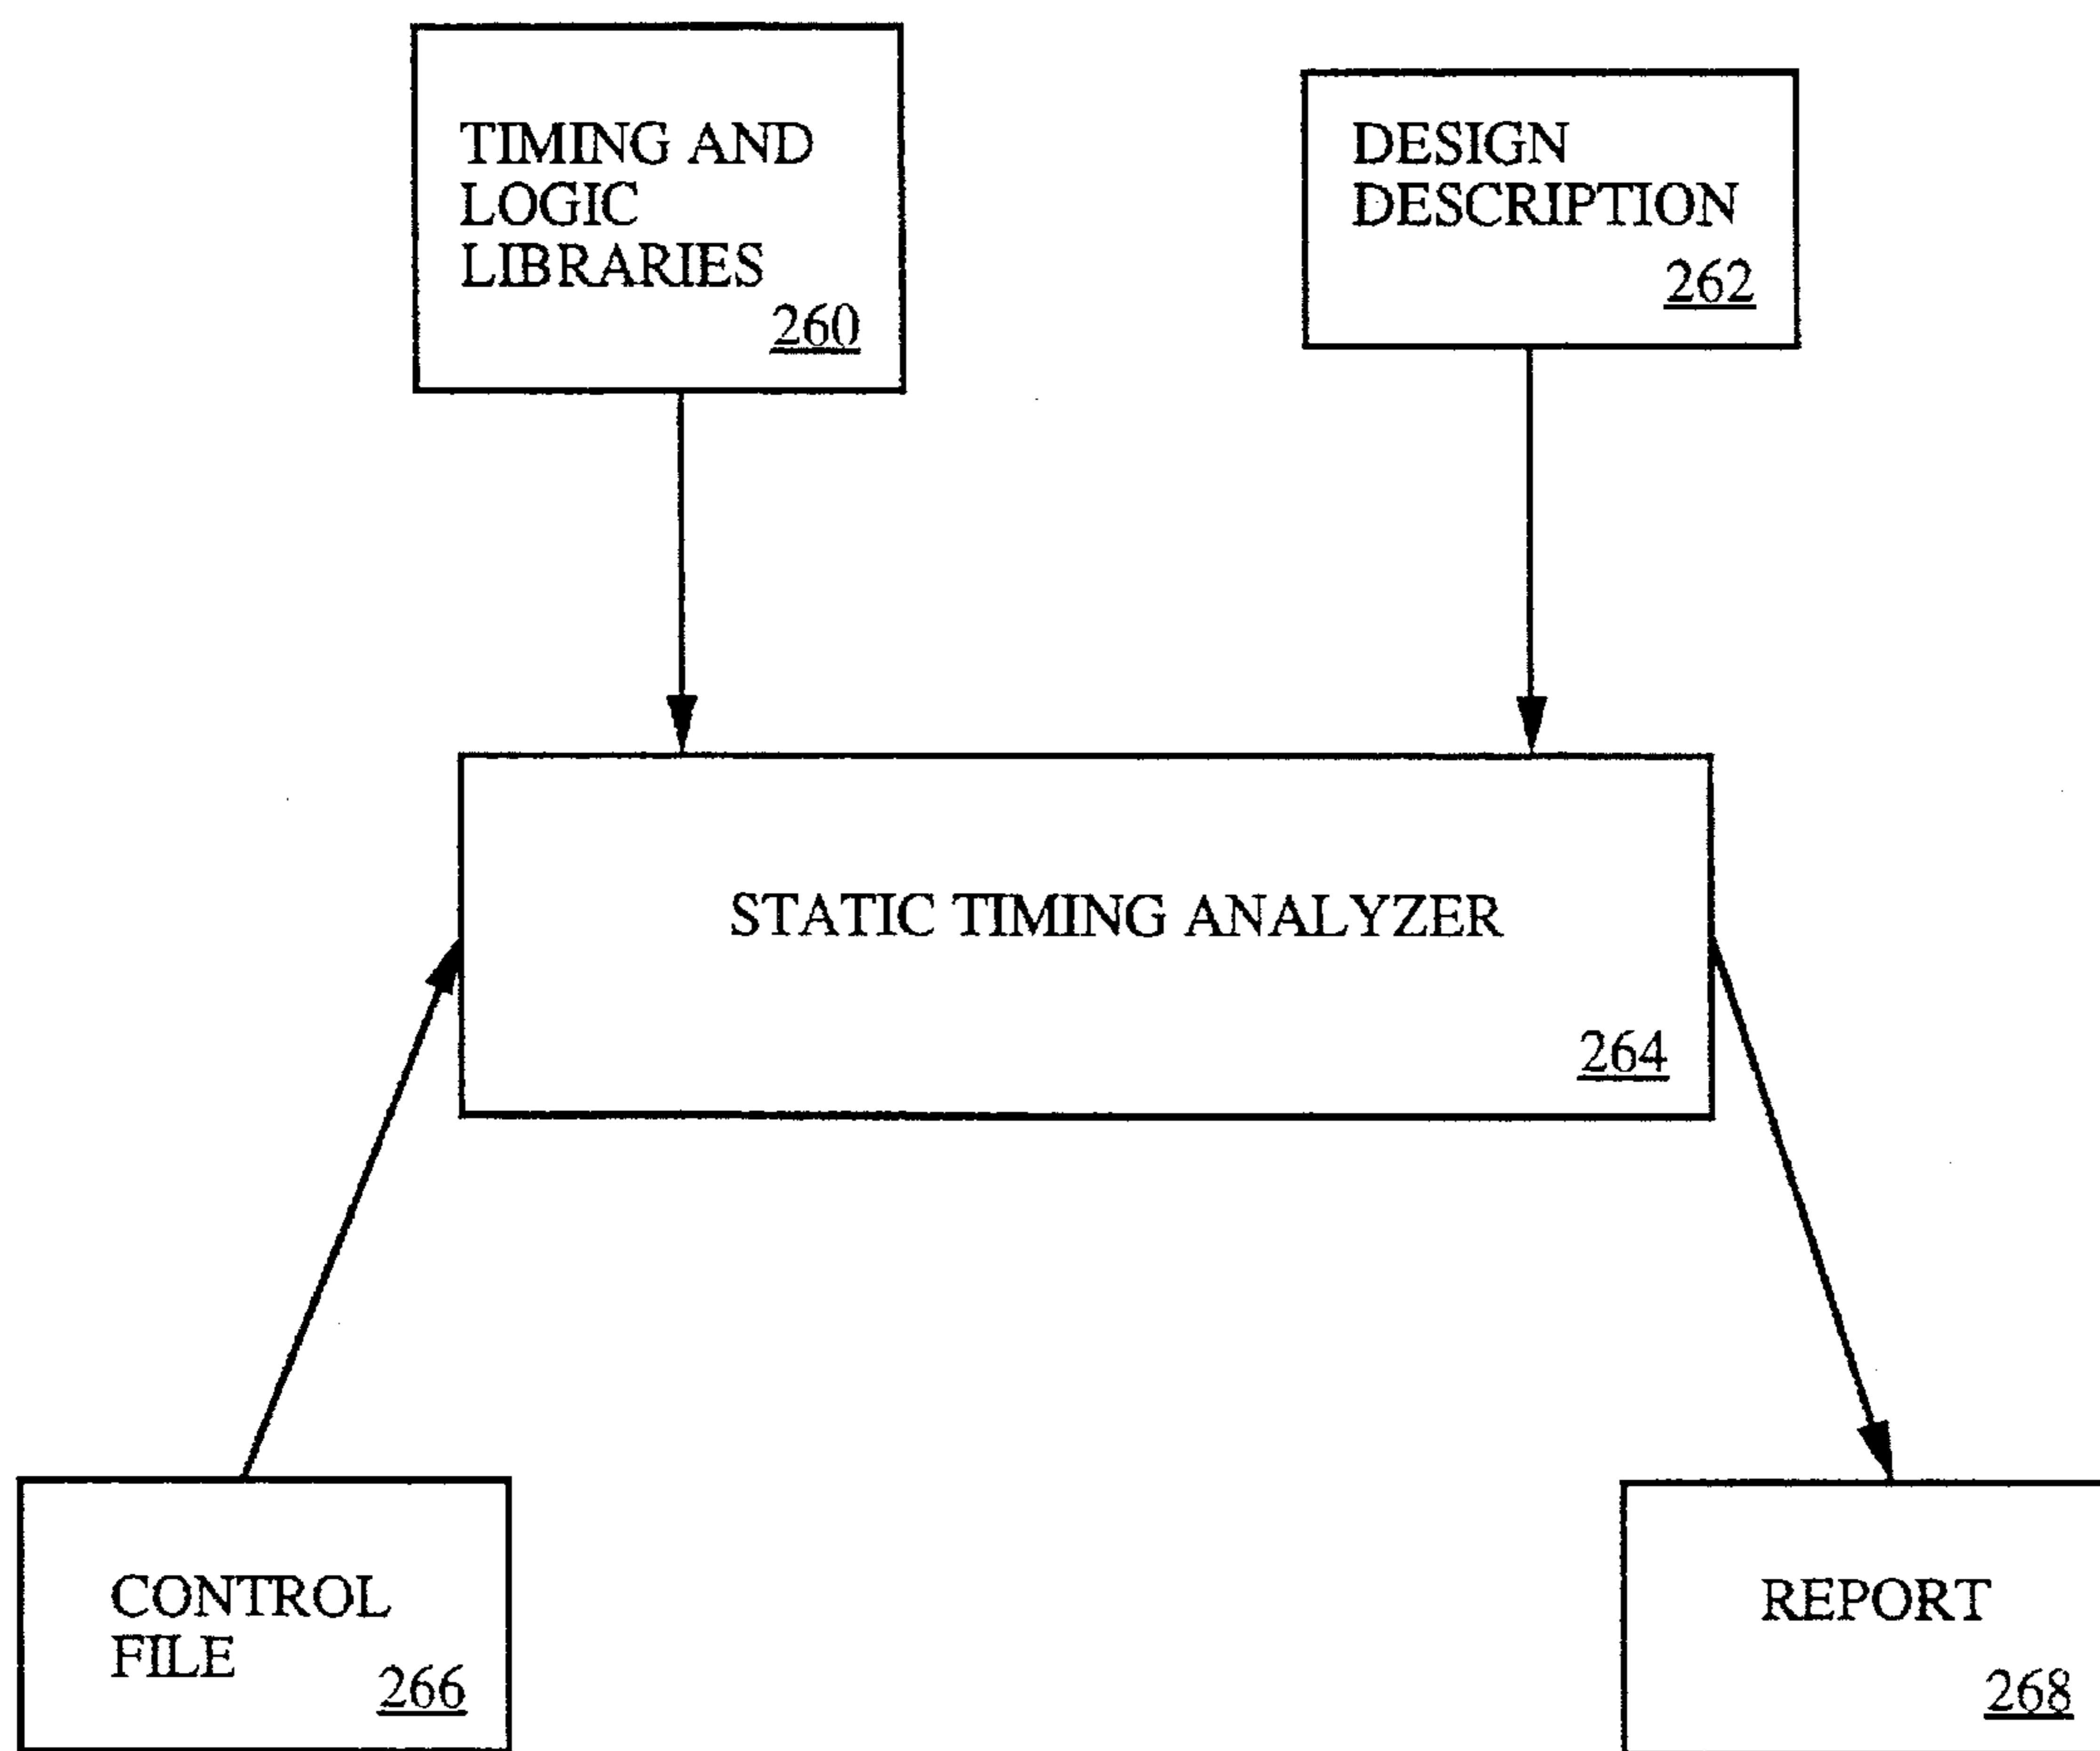 TIMING AND
LOGIC
LIBRARIES
260
DESIGN
DESCRIPTION
262
STATIC TIMING ANALYZER
264
CONTROL
FILE
266
REPORT
268